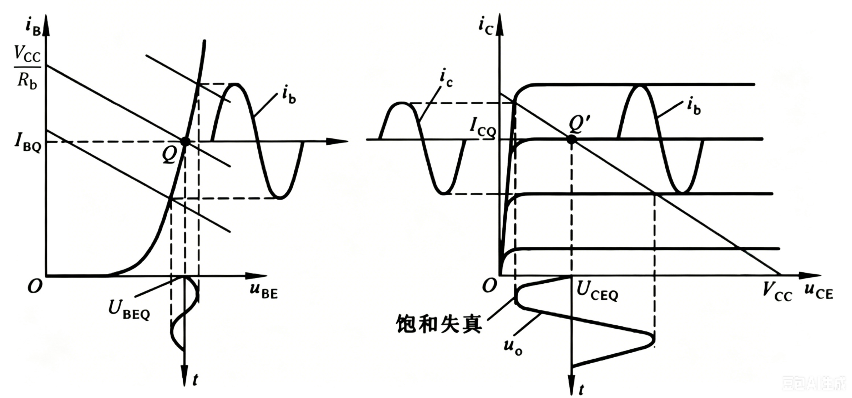 i_B
V_CC
R_b
I_BQ
Q
i_b
O
U_BEQ
u_BE
t
i_C
i_c
I_CQ
Q'
i_b
O
U_CEQ
V_CC
u_CE
饱和失真
u_o
t